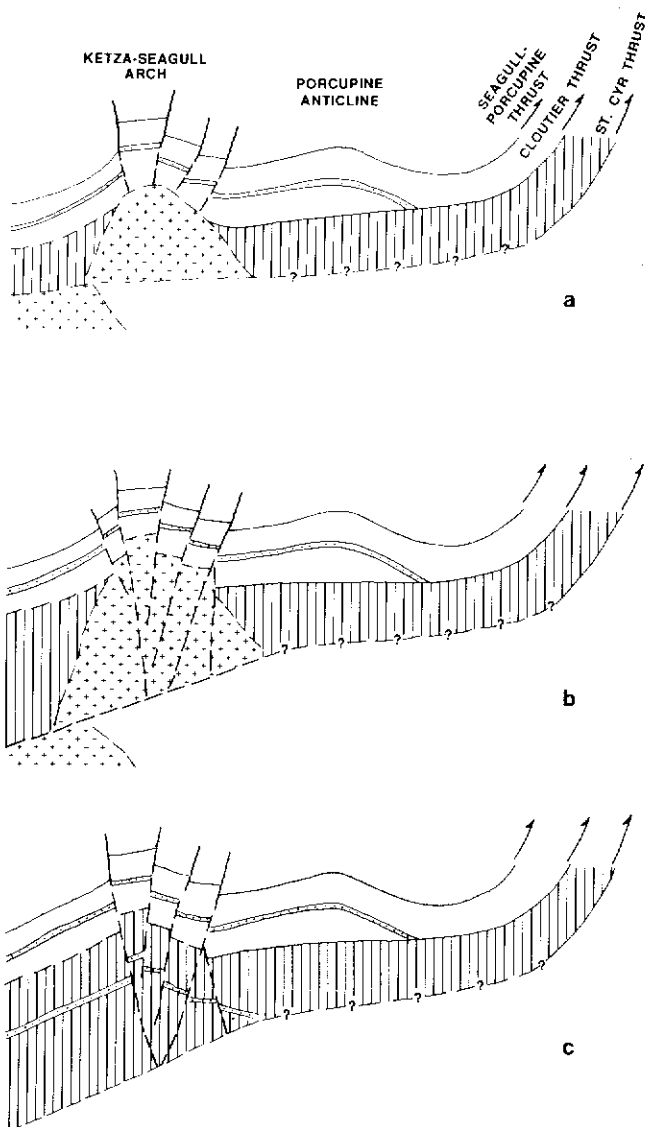 KETZA-SEAGULL
ARCH
PORCUPINE
ANTICLINE
SEAGULL-
PORCUPINE
THRUST
CLOUTIER THRUST
ST. CYR THRUST
? ? ? ? ?
a
? ? ? ? ? ?
b
? ? ? ? ?
c